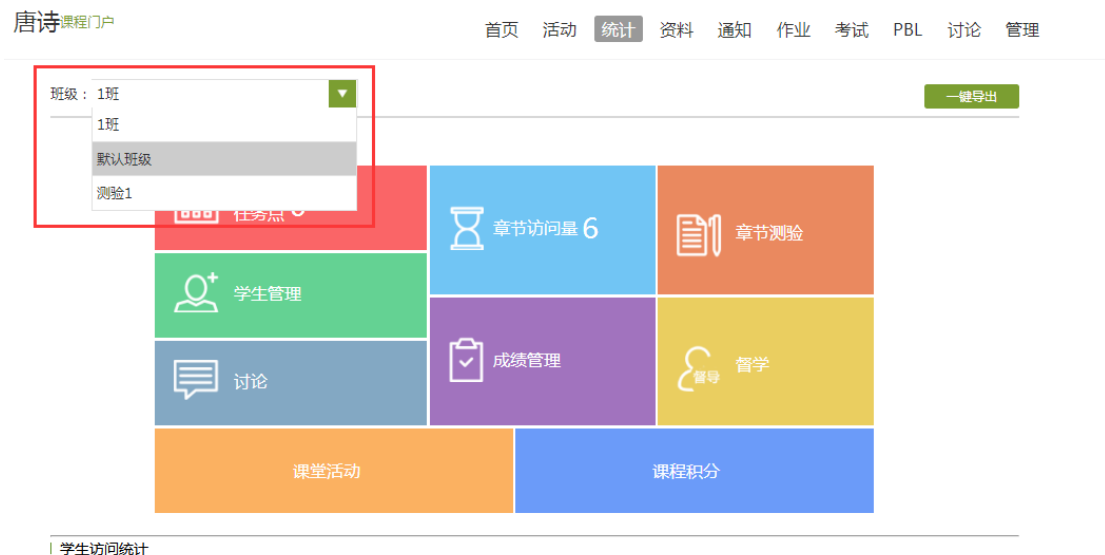 唐诗课程门户 首页 活动 统计 资料 通知 作业 考试 PBL 讨论 管理
班级：1班 一键导出
1班
默认班级
测验1
任务点
章节访问量 6 章节测验
学生管理
成绩管理 督导 督学
讨论
课堂活动 课程积分
学生访问统计